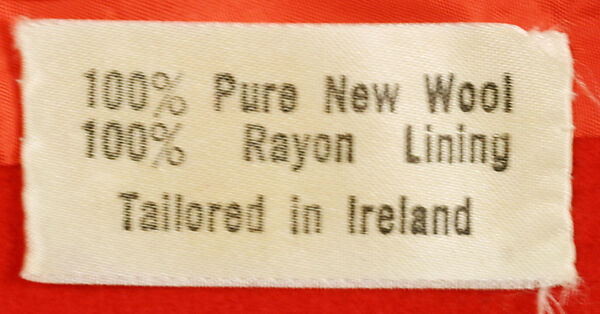 100% Pure New Wool
100% Rayon Lining
Tailored in Ireland